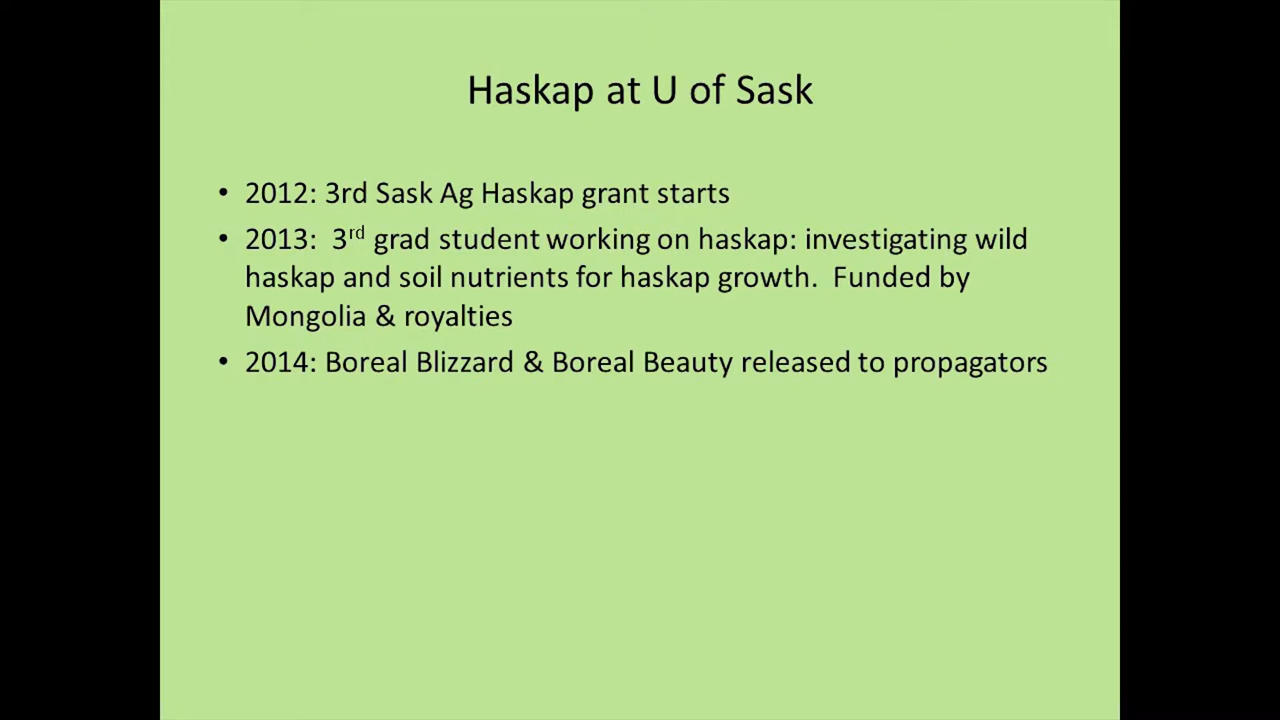 Haskap at U of Sask
• 2012: 3rd Sask Ag Haskap grant starts
• 2013:  3rd grad student working on haskap: investigating wild
haskap and soil nutrients for haskap growth.  Funded by
Mongolia & royalties
• 2014: Boreal Blizzard & Boreal Beauty released to propagators